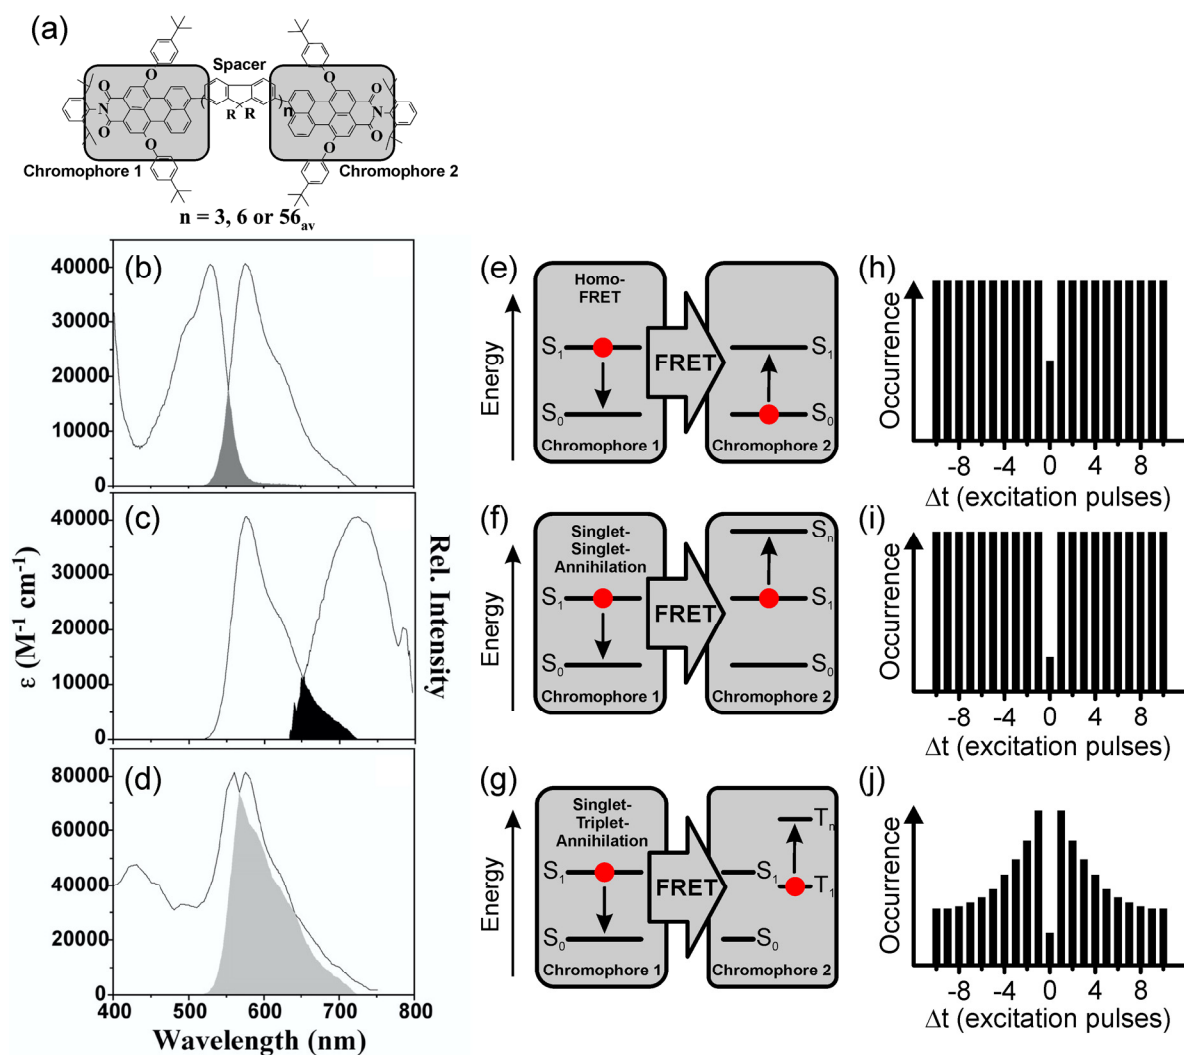 (a)
Spacer
O
O
O
N
O
R
R
n
O
N
O
O
O
Chromophore 1
Chromophore 2
n = 3, 6 or 56av
(b)
40000
30000
20000
10000
0
(c)
40000
30000
20000
10000
0
(d)
80000
60000
40000
20000
0
400 500 600 700 800
Wavelength (nm)
ε (M-1 cm-1)
Rel. Intensity
(e)
Energy
Homo-
FRET
S1
S0
Chromophore 1
FRET
S1
S0
Chromophore 2
(f)
Energy
Singlet-
Singlet-
Annihilation
S1
S0
Chromophore 1
FRET
Sn
S1
S0
Chromophore 2
(g)
Energy
Singlet-
Triplet-
Annihilation
S1
S0
Chromophore 1
FRET
Tn
S1
T1
S0
Chromophore 2
(h)
Occurrence
-8 -4 0 4 8
Δt (excitation pulses)
(i)
Occurrence
-8 -4 0 4 8
Δt (excitation pulses)
(j)
Occurrence
-8 -4 0 4 8
Δt (excitation pulses)